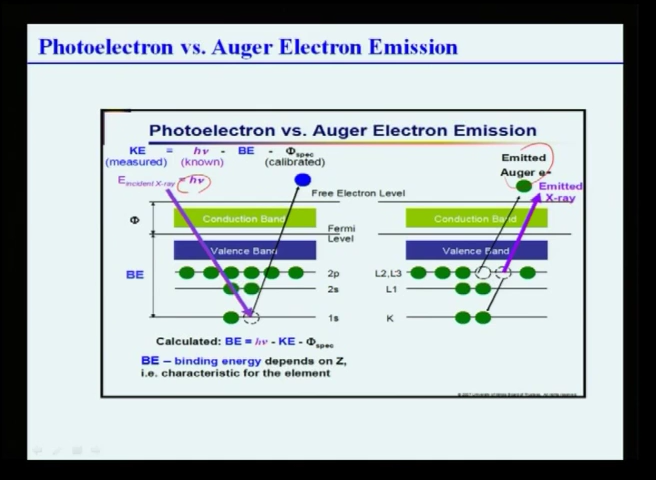 Photoelectron vs. Auger Electron Emission
Photoelectron vs. Auger Electron Emission
KE = hν - BE - Φspec
(measured) (known) (calibrated)
Eincident X-ray = hν
Free Electron Level
Φ
Conduction Band
Fermi
Level
Valence Band
BE
2p
2s
1s
Emitted
Auger e-
Emitted
X-ray
Conduction Band
Valence Band
L2,L3
L1
K
Calculated: BE = hν - KE - Φspec
BE – binding energy depends on Z,
i.e. characteristic for the element